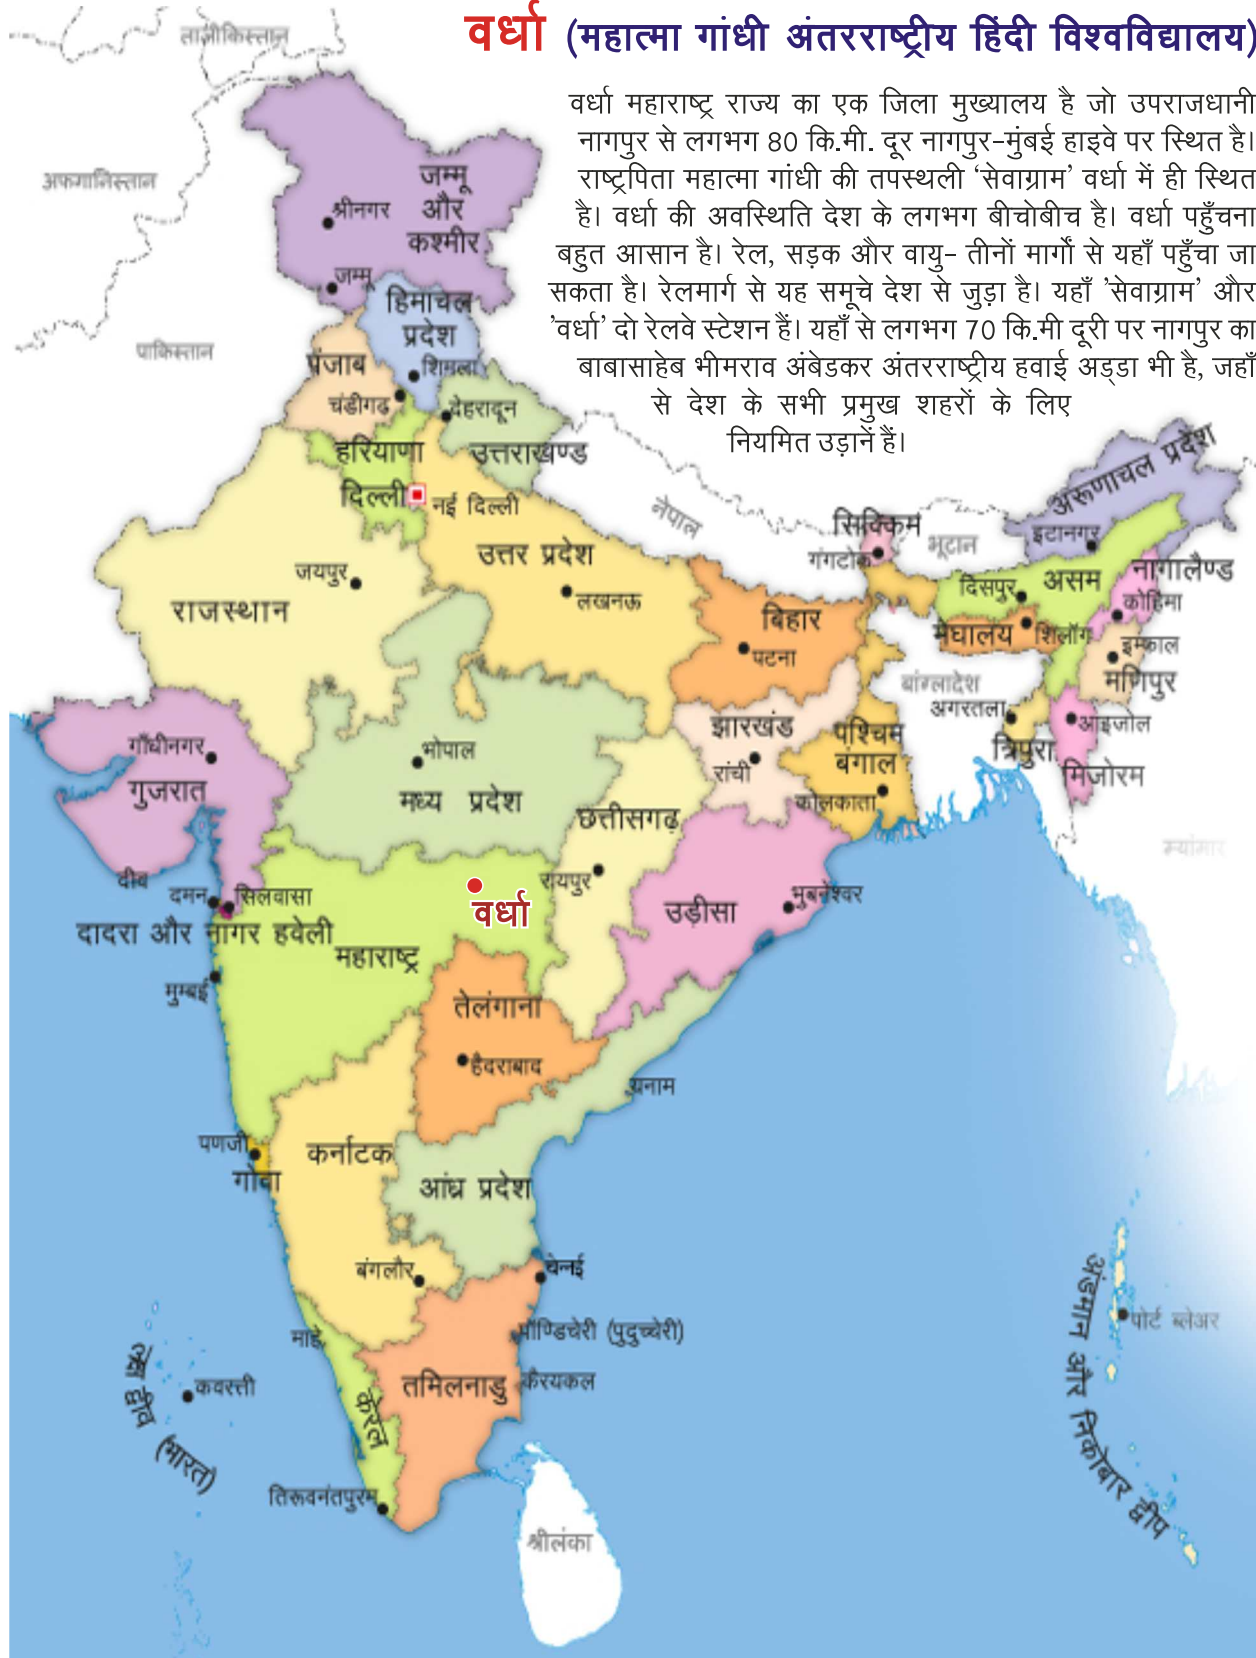 वर्धा (महात्मा गांधी अंतरराष्ट्रीय हिंदी विश्वविद्यालय)
वर्धा महाराष्ट्र राज्य का एक जिला मुख्यालय है जो उपराजधानी
नागपुर से लगभग 80 कि.मी. दूर नागपुर-मुंबई हाइवे पर स्थित है।
राष्ट्रपिता महात्मा गांधी की तपस्थली ‘सेवाग्राम’ वर्धा में ही स्थित
है। वर्धा की अवस्थिति देश के लगभग बीचोबीच है। वर्धा पहुँचना
बहुत आसान है। रेल, सड़क और वायु- तीनों मार्गों से यहाँ पहुँचा जा
सकता है। रेलमार्ग से यह समूचे देश से जुड़ा है। यहाँ ’सेवाग्राम’ और
’वर्धा’ दो रेलवे स्टेशन हैं। यहाँ से लगभग 70 कि.मी दूरी पर नागपुर का
बाबासाहेब भीमराव अंबेडकर अंतरराष्ट्रीय हवाई अड्डा भी है, जहाँ
से देश के सभी प्रमुख शहरों के लिए
नियमित उड़ानें हैं।
ताजीकिस्तान
अफगानिस्तान
पाकिस्तान
जम्मू
और
कश्मीर
श्रीनगर
जम्मू
हिमाचल
प्रदेश
शिमला
पंजाब
चंडीगढ
देहरादून
उत्तराखण्ड
हरियाणा
दिल्ली
नई दिल्ली
उत्तर प्रदेश
लखनऊ
जयपुर
राजस्थान
नेपाल
सिक्किम
गंगटोक
भूटान
अरूणाचल प्रदेश
इटानगर
दिसपुर
असम
नागालैण्ड
कोहिमा
मेघालय
शिलॉग
इम्फाल
मणिपुर
बिहार
पटना
बांग्लादेश
अगरतला
त्रिपुरा
आइजोल
मिजोरम
म्यांमार
झारखंड
रांची
पश्चिम
बंगाल
कोलकाता
गाँधीनगर
गुजरात
भोपाल
मध्य प्रदेश
छत्तीसगढ़
रायपुर
उड़ीसा
भुबनेश्वर
दीव
दमन
सिलवासा
दादरा और नागर हवेली
वर्धा
महाराष्ट्र
मुम्बई
तेलंगाना
हैदराबाद
यनाम
पणजी
गोवा
कर्नाटक
आंध्र प्रदेश
बंगलौर
चेन्नई
माहे
पॉण्डिचेरी (पुदुच्चेरी)
तमिलनाडु
कैरयकल
केरल
तिरूवनंतपुरम
कवरत्ती
लक्ष द्वीव (भारत)
श्रीलंका
पोर्ट ब्लेअर
अंडमान और निकोबार द्वीप